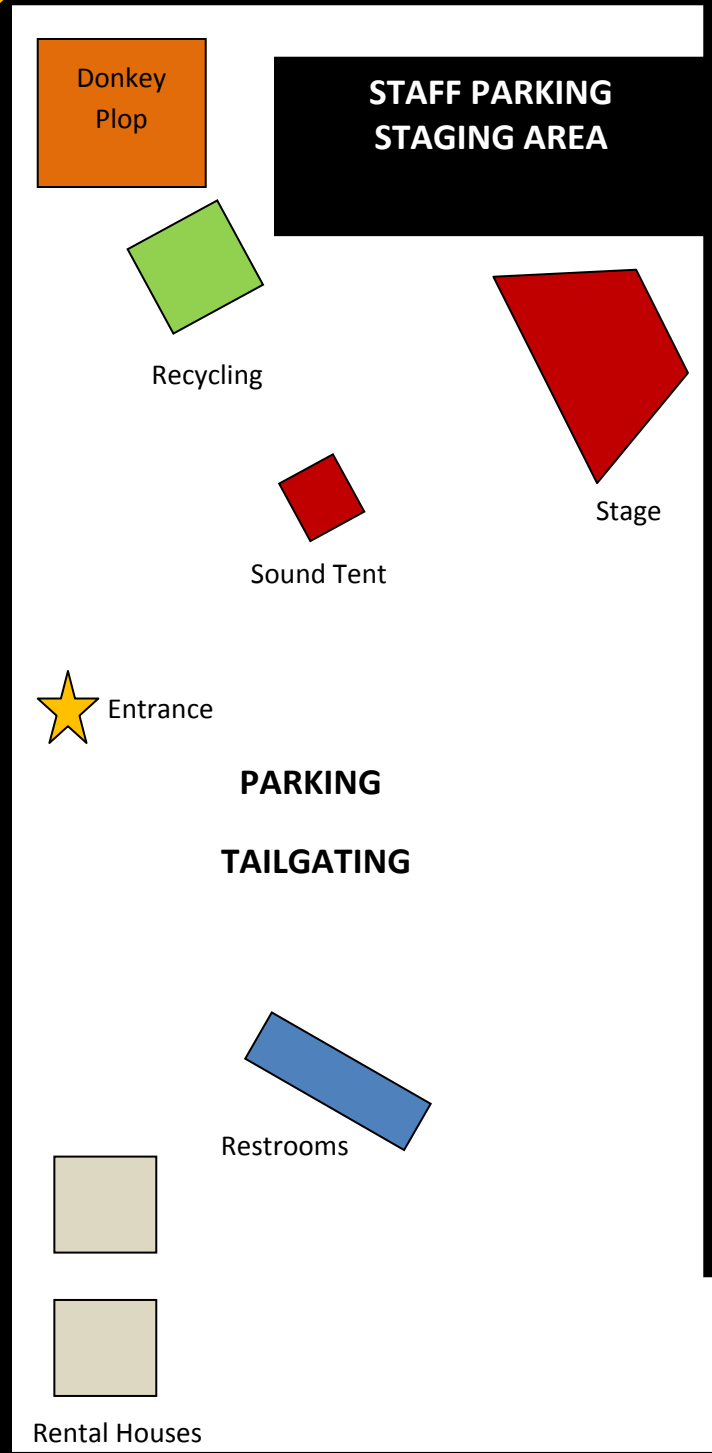 Donkey
Plop
STAFF PARKING
STAGING AREA
Recycling
Stage
Sound Tent
Entrance
PARKING
TAILGATING
Restrooms
Rental Houses